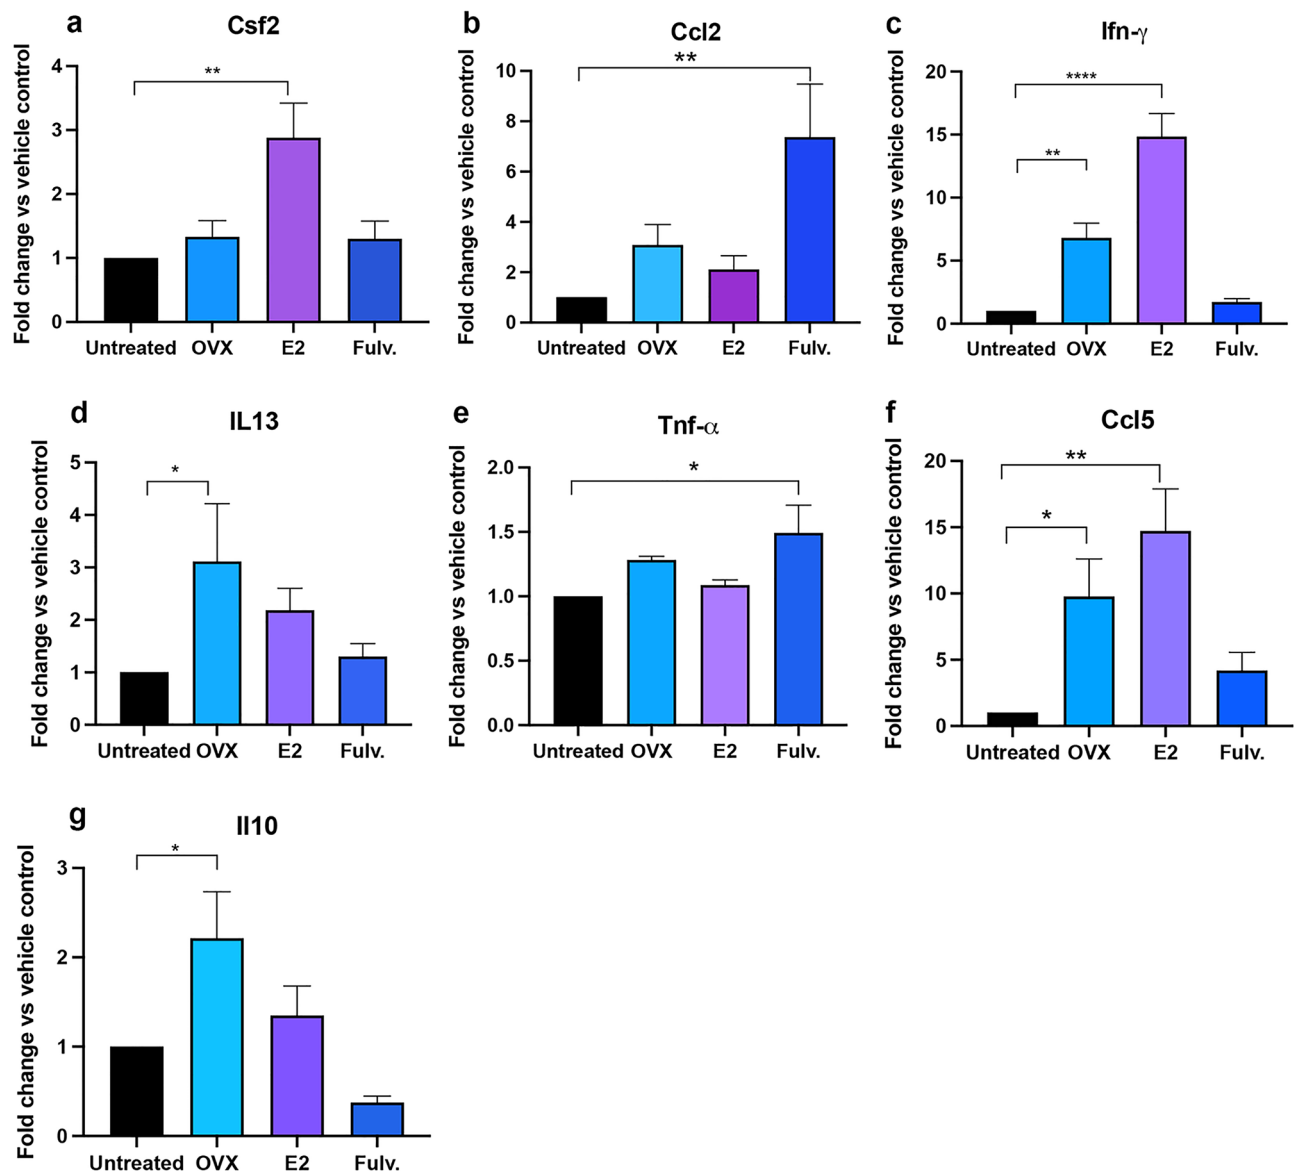 a
Csf2
Fold change vs vehicle control
4
3
2
1
0
**
Untreated OVX E2 Fulv.
b
Ccl2
Fold change vs vehicle control
10
8
6
4
2
0
**
Untreated OVX E2 Fulv.
c
Ifn-γ
Fold change vs vehicle control
20
15
10
5
0
****
**
Untreated OVX E2 Fulv.
d
IL13
Fold change vs vehicle control
5
4
3
2
1
0
*
Untreated OVX E2 Fulv.
e
Tnf-α
Fold change vs vehicle control
2.0
1.5
1.0
0.5
0.0
*
Untreated OVX E2 Fulv.
f
Ccl5
Fold change vs vehicle control
20
15
10
5
0
**
*
Untreated OVX E2 Fulv.
g
Il10
Fold change vs vehicle control
3
2
1
0
*
Untreated OVX E2 Fulv.